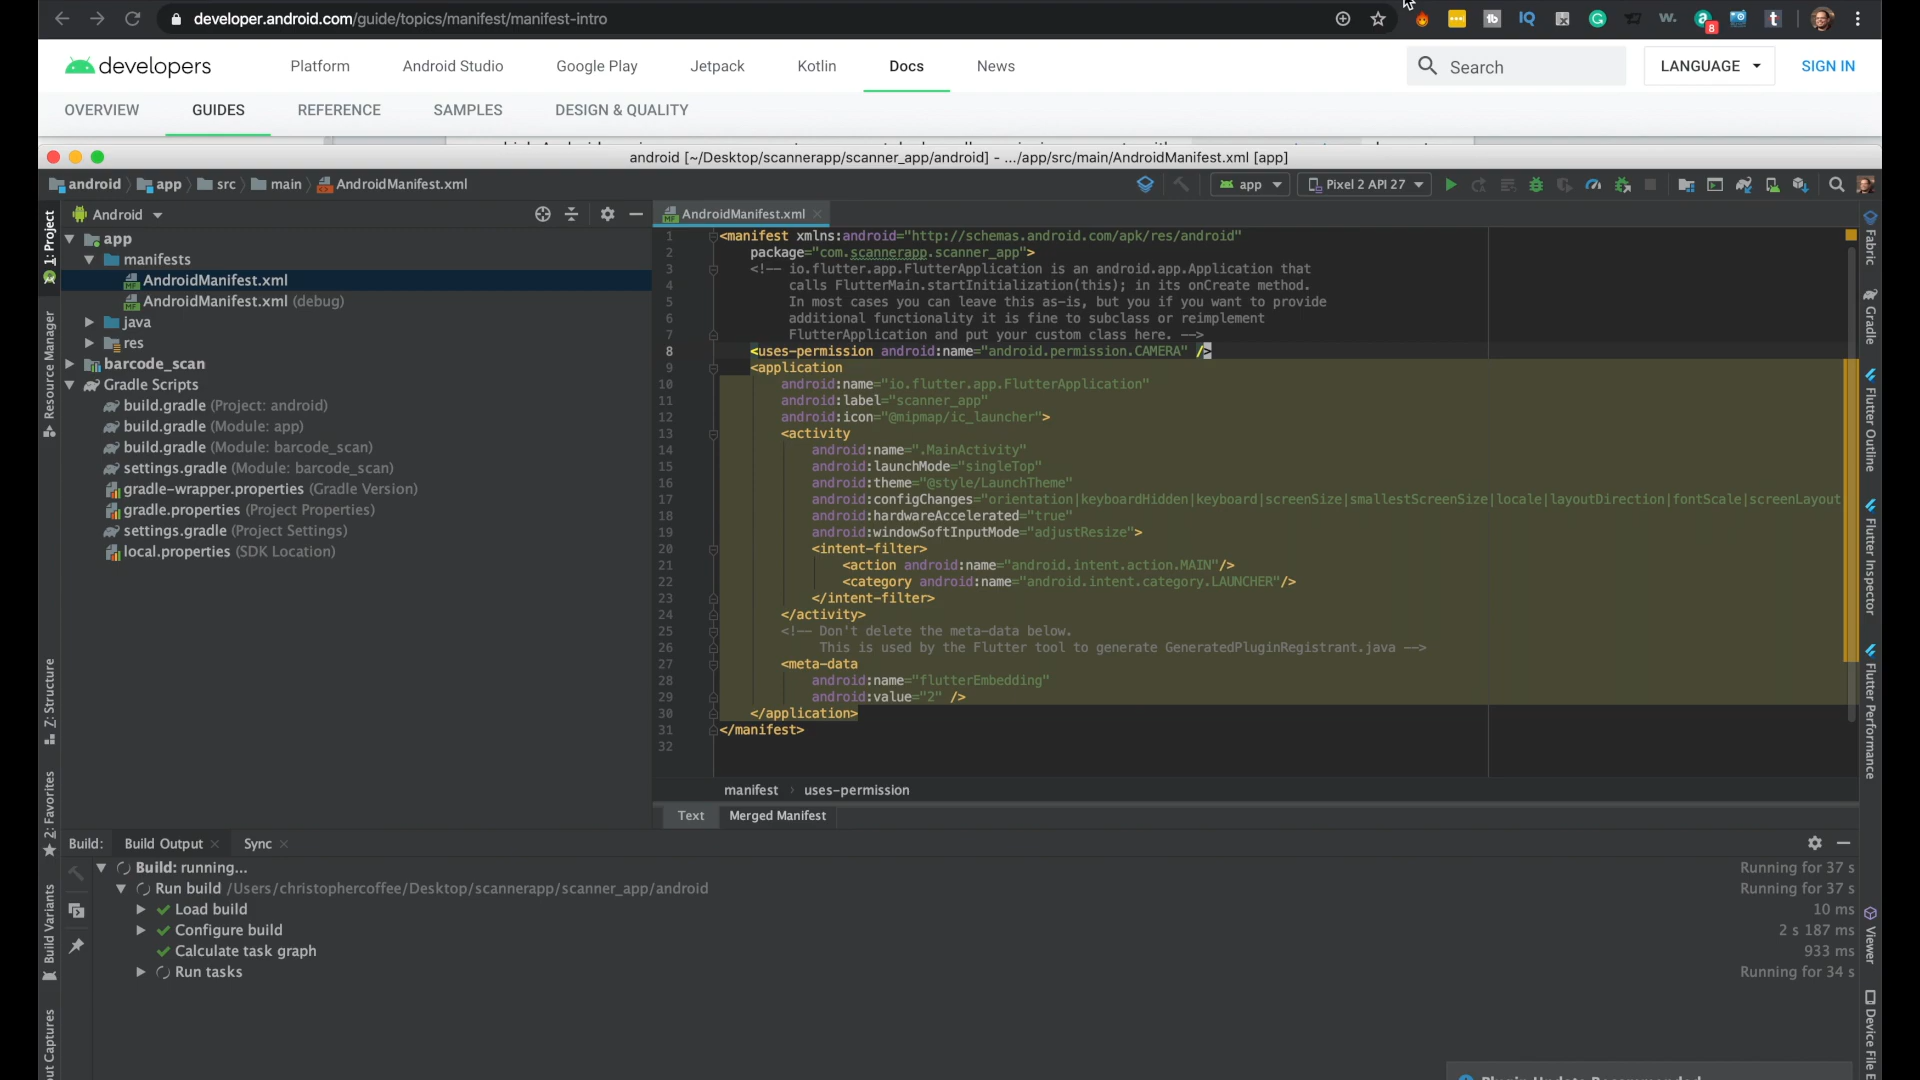 developer.android.com/guide/topics/manifest/manifest-intro
developers Platform Android Studio Google Play Jetpack Kotlin Docs News Search LANGUAGE SIGN IN
OVERVIEW GUIDES REFERENCE SAMPLES DESIGN & QUALITY
android [~/Desktop/scannerapp/scanner_app/android] - .../app/src/main/AndroidManifest.xml [app]
android app src main AndroidManifest.xml app Pixel 2 API 27
Android AndroidManifest.xml
app
manifests
AndroidManifest.xml
AndroidManifest.xml (debug)
java
res
barcode_scan
Gradle Scripts
build.gradle (Project: android)
build.gradle (Module: app)
build.gradle (Module: barcode_scan)
settings.gradle (Module: barcode_scan)
gradle-wrapper.properties (Gradle Version)
gradle.properties (Project Properties)
settings.gradle (Project Settings)
local.properties (SDK Location)
1 <manifest xmlns:android="http://schemas.android.com/apk/res/android"
2 package="com.scannerapp.scanner_app">
3 <!-- io.flutter.app.FlutterApplication is an android.app.Application that
4 calls FlutterMain.startInitialization(this); in its onCreate method.
5 In most cases you can leave this as-is, but you if you want to provide
6 additional functionality it is fine to subclass or reimplement
7 FlutterApplication and put your custom class here. -->
8 <uses-permission android:name="android.permission.CAMERA" />
9 <application
10 android:name="io.flutter.app.FlutterApplication"
11 android:label="scanner_app"
12 android:icon="@mipmap/ic_launcher">
13 <activity
14 android:name=".MainActivity"
15 android:launchMode="singleTop"
16 android:theme="@style/LaunchTheme"
17 android:configChanges="orientation|keyboardHidden|keyboard|screenSize|smallestScreenSize|locale|layoutDirection|fontScale|screenLayout
18 android:hardwareAccelerated="true"
19 android:windowSoftInputMode="adjustResize">
20 <intent-filter>
21 <action android:name="android.intent.action.MAIN"/>
22 <category android:name="android.intent.category.LAUNCHER"/>
23 </intent-filter>
24 </activity>
25 <!-- Don't delete the meta-data below.
26 This is used by the Flutter tool to generate GeneratedPluginRegistrant.java -->
27 <meta-data
28 android:name="flutterEmbedding"
29 android:value="2" />
30 </application>
31 </manifest>
32
manifest uses-permission
Text Merged Manifest
Build: Build Output Sync
Build: running... Running for 37 s
Run build /Users/christophercoffee/Desktop/scannerapp/scanner_app/android Running for 37 s
Load build 10 ms
Configure build 2 s 187 ms
Calculate task graph 933 ms
Run tasks Running for 34 s
1: Project
Resource Manager
Z: Structure
2: Favorites
Build Variants
Captures
Fabric
Gradle
Flutter Outline
Flutter Inspector
Flutter Performance
Viewer
Device File E
Plugin Update Recommended